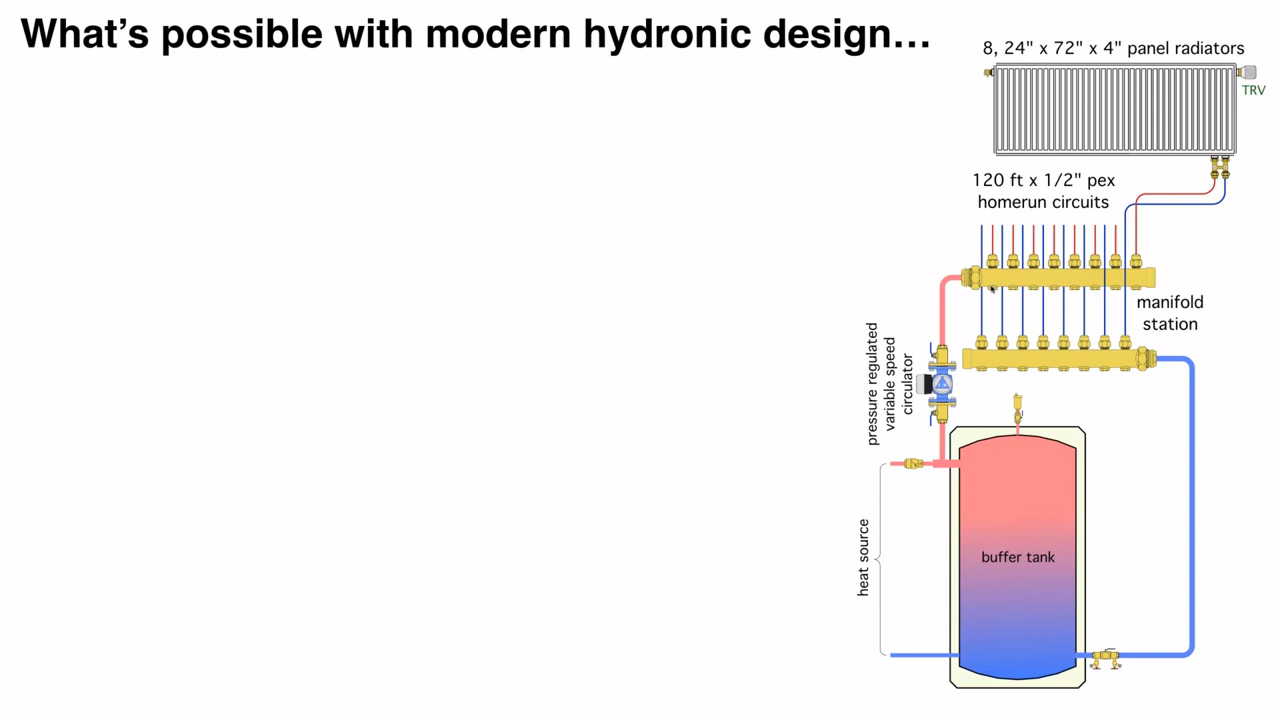 What's possible with modern hydronic design…
8, 24" x 72" x 4" panel radiators
TRV
120 ft x 1/2" pex
homerun circuits
manifold
station
pressure regulated
variable speed
circulator
heat source
buffer tank